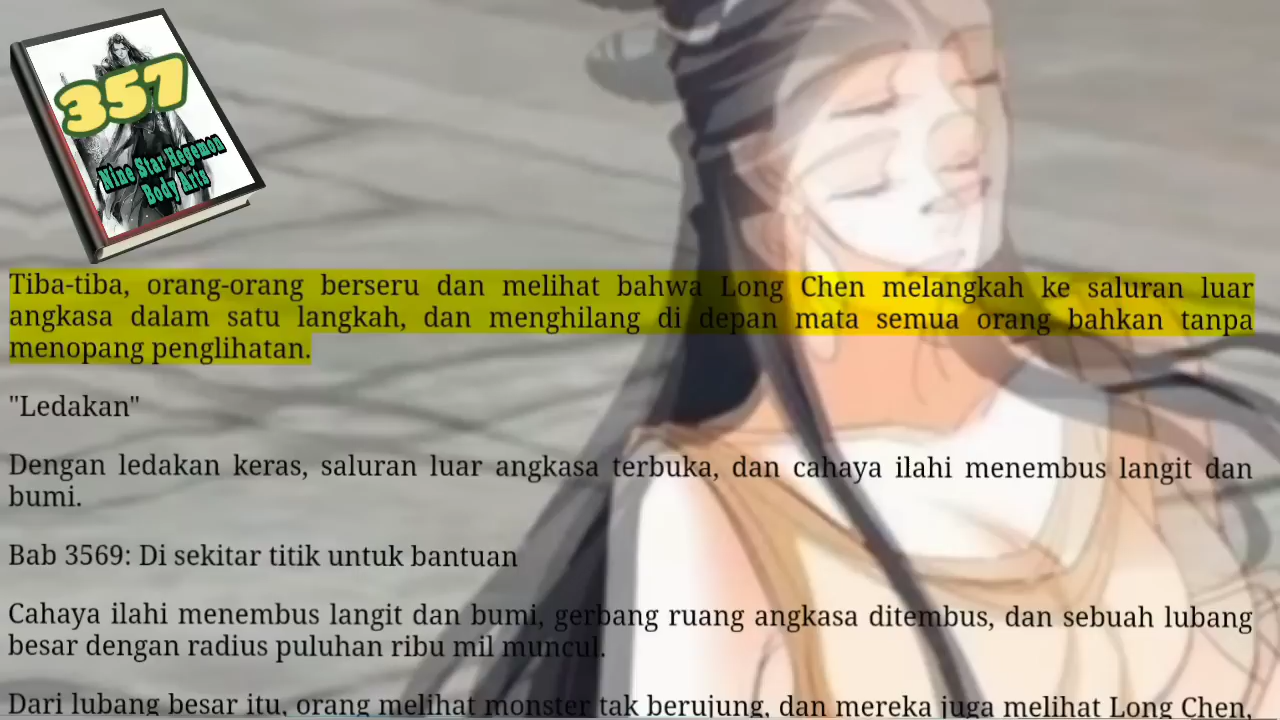 357
Nine Star Hegemon
Body Arts
Tiba-tiba, orang-orang berseru dan melihat bahwa Long Chen melangkah ke saluran luar
angkasa dalam satu langkah, dan menghilang di depan mata semua orang bahkan tanpa
menopang penglihatan.
"Ledakan"
Dengan ledakan keras, saluran luar angkasa terbuka, dan cahaya ilahi menembus langit dan
bumi.
Bab 3569: Di sekitar titik untuk bantuan
Cahaya ilahi menembus langit dan bumi, gerbang ruang angkasa ditembus, dan sebuah lubang
besar dengan radius puluhan ribu mil muncul.
Dari lubang besar itu, orang melihat monster tak berujung, dan mereka juga melihat Long Chen,